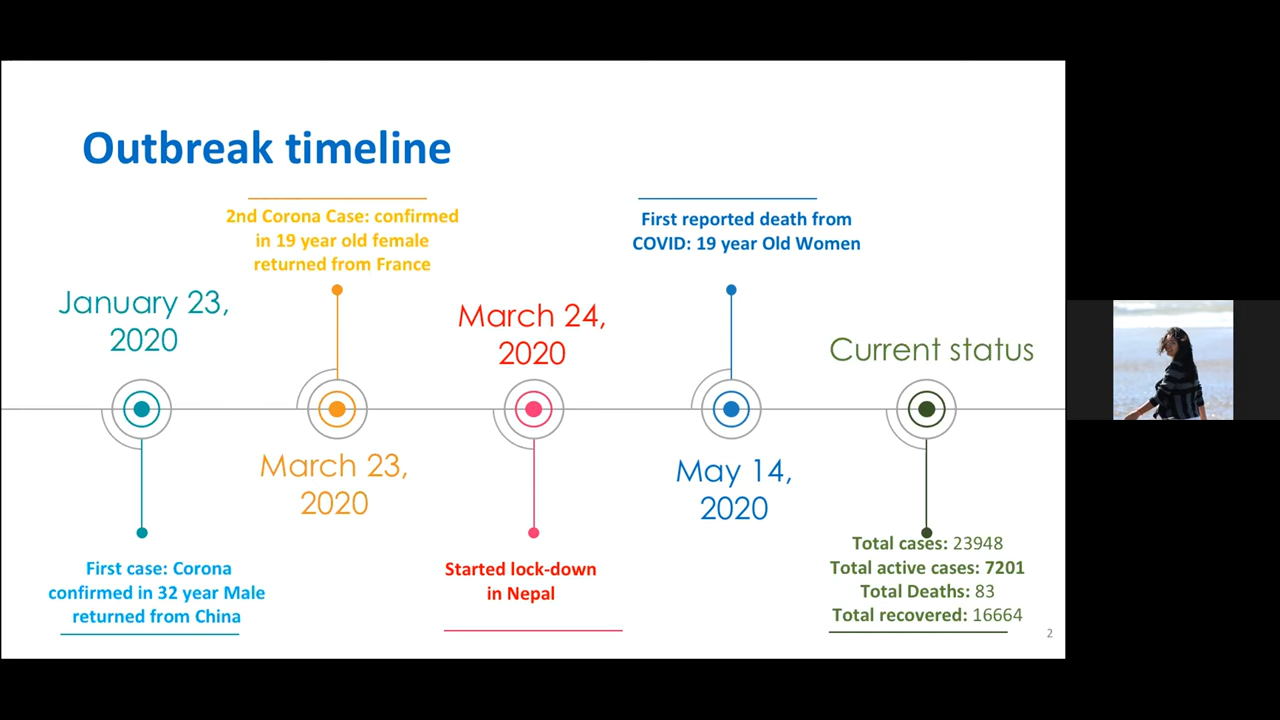 Outbreak timeline
2nd Corona Case: confirmed
in 19 year old female
returned from France
First reported death from
COVID: 19 year Old Women
January 23,
2020
March 24,
2020
Current status
March 23,
2020
May 14,
2020
First case: Corona
confirmed in 32 year Male
returned from China
Started lock-down
in Nepal
Total cases: 23948
Total active cases: 7201
Total Deaths: 83
Total recovered: 16664
2